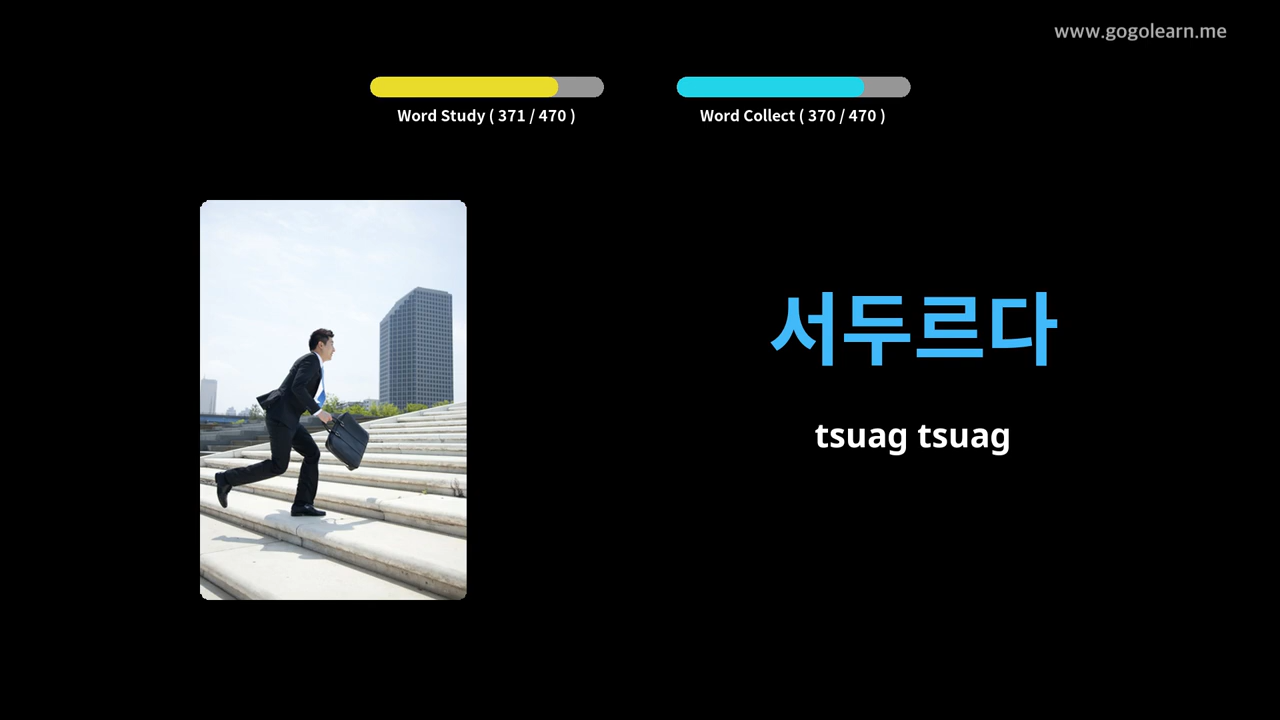 www.gogolearn.me
Word Study ( 371 / 470 )
Word Collect ( 370 / 470 )
서두르다
tsuag tsuag